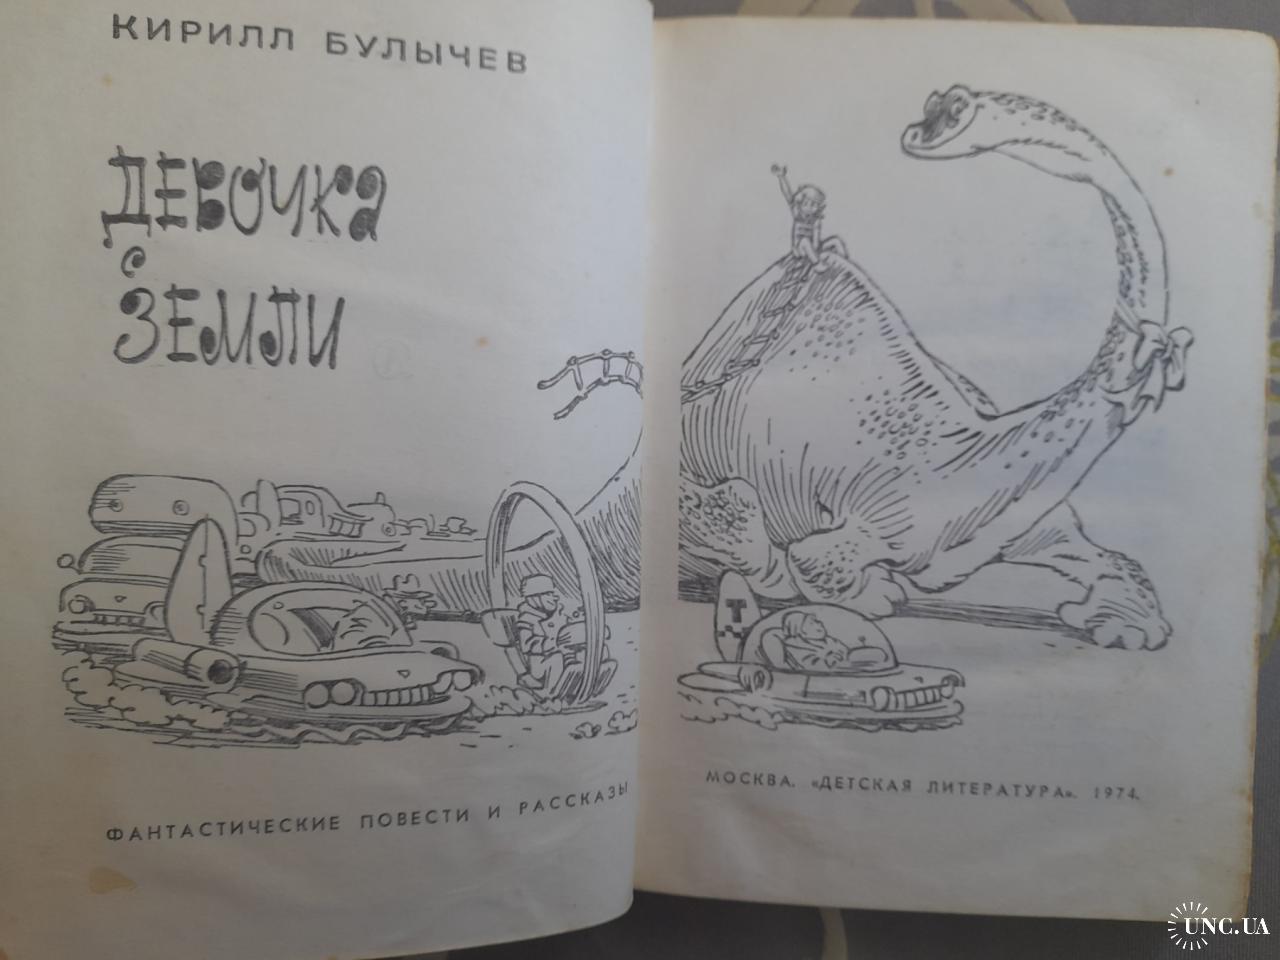 КИРИЛЛ БУЛЫЧЕВ
ДЕВОЧКА
С
ЗЕМЛИ
ФАНТАСТИЧЕСКИЕ ПОВЕСТИ И РАССКАЗЫ
Т
МОСКВА. «ДЕТСКАЯ ЛИТЕРАТУРА». 1974.
UNC.UA